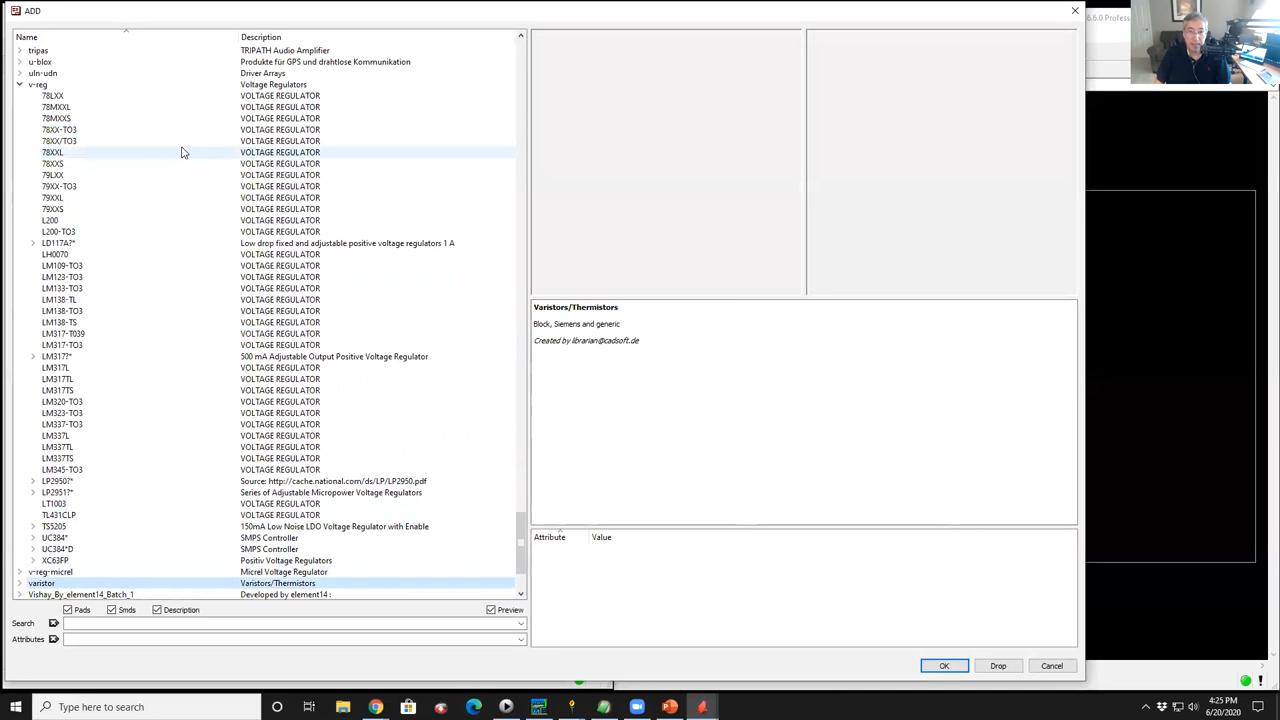 ADD
6.6.0 Profess
Name Description
tripas TRIPATH Audio Amplifier
u-blox Produkte für GPS und drahtlose Kommunikation
uln-udn Driver Arrays
v-reg Voltage Regulators
78LXX VOLTAGE REGULATOR
78MXXL VOLTAGE REGULATOR
78MXXS VOLTAGE REGULATOR
78XX-TO3 VOLTAGE REGULATOR
78XX/TO3 VOLTAGE REGULATOR
78XXL VOLTAGE REGULATOR
78XXS VOLTAGE REGULATOR
79LXX VOLTAGE REGULATOR
79XX-TO3 VOLTAGE REGULATOR
79XXL VOLTAGE REGULATOR
79XXS VOLTAGE REGULATOR
L200 VOLTAGE REGULATOR
L200-TO3 VOLTAGE REGULATOR
LD117A?* Low drop fixed and adjustable positive voltage regulators 1 A
LH0070 VOLTAGE REGULATOR
LM109-TO3 VOLTAGE REGULATOR
LM123-TO3 VOLTAGE REGULATOR
LM133-TO3 VOLTAGE REGULATOR
LM138-TL VOLTAGE REGULATOR
LM138-TO3 VOLTAGE REGULATOR
LM138-TS VOLTAGE REGULATOR
LM317-T039 VOLTAGE REGULATOR
LM317-TO3 VOLTAGE REGULATOR
LM317?* 500 mA Adjustable Output Positive Voltage Regulator
LM317L VOLTAGE REGULATOR
LM317TL VOLTAGE REGULATOR
LM317TS VOLTAGE REGULATOR
LM320-TO3 VOLTAGE REGULATOR
LM323-TO3 VOLTAGE REGULATOR
LM337-TO3 VOLTAGE REGULATOR
LM337L VOLTAGE REGULATOR
LM337TL VOLTAGE REGULATOR
LM337TS VOLTAGE REGULATOR
LM345-TO3 VOLTAGE REGULATOR
LP2950?* Source: http://cache.national.com/ds/LP/LP2950.pdf
LP2951?* Series of Adjustable Micropower Voltage Regulators
LT1003 VOLTAGE REGULATOR
TL431CLP VOLTAGE REGULATOR
TS5205 150mA Low Noise LDO Voltage Regulator with Enable
UC384* SMPS Controller
UC384*D SMPS Controller
XC63FP Positiv Voltage Regulators
v-reg-micrel Micrel Voltage Regulator
varistor Varistors/Thermistors
Vishay_By_element14_Batch_1 Developed by element14 :
Pads Smds Description Preview
Search
Attributes
Varistors/Thermistors
Block, Siemens and generic
Created by librarian@cadsoft.de
Attribute Value
OK Drop Cancel
Type here to search
4:25 PM
6/20/2020